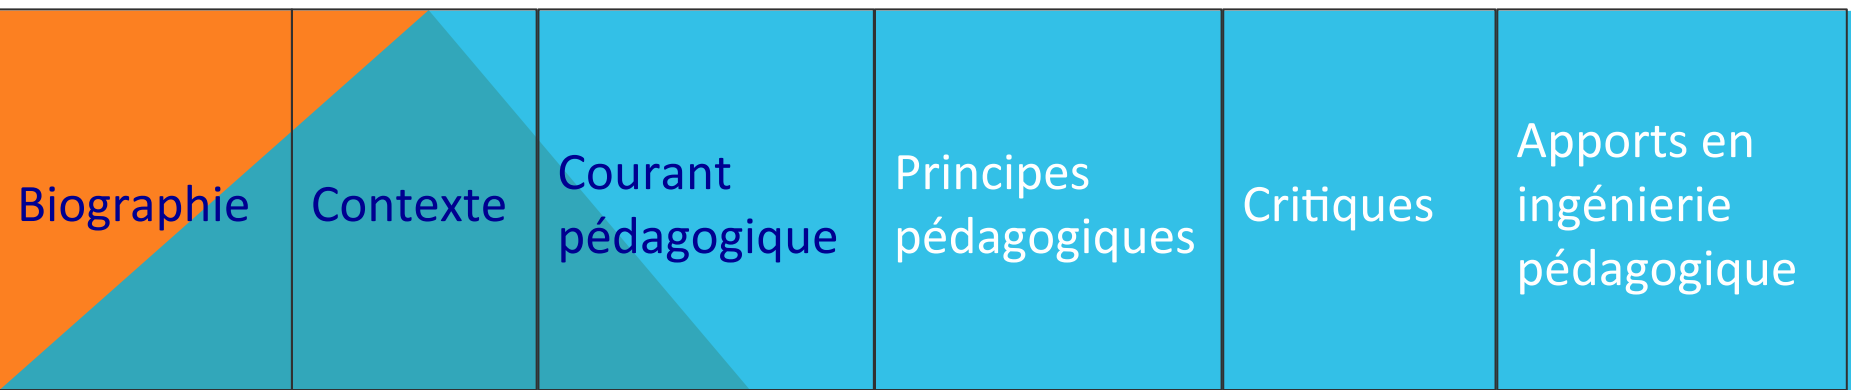 Biographie
Contexte
Courant
pédagogique
Principes
pédagogiques
Critiques
Apports en
ingénierie
pédagogique